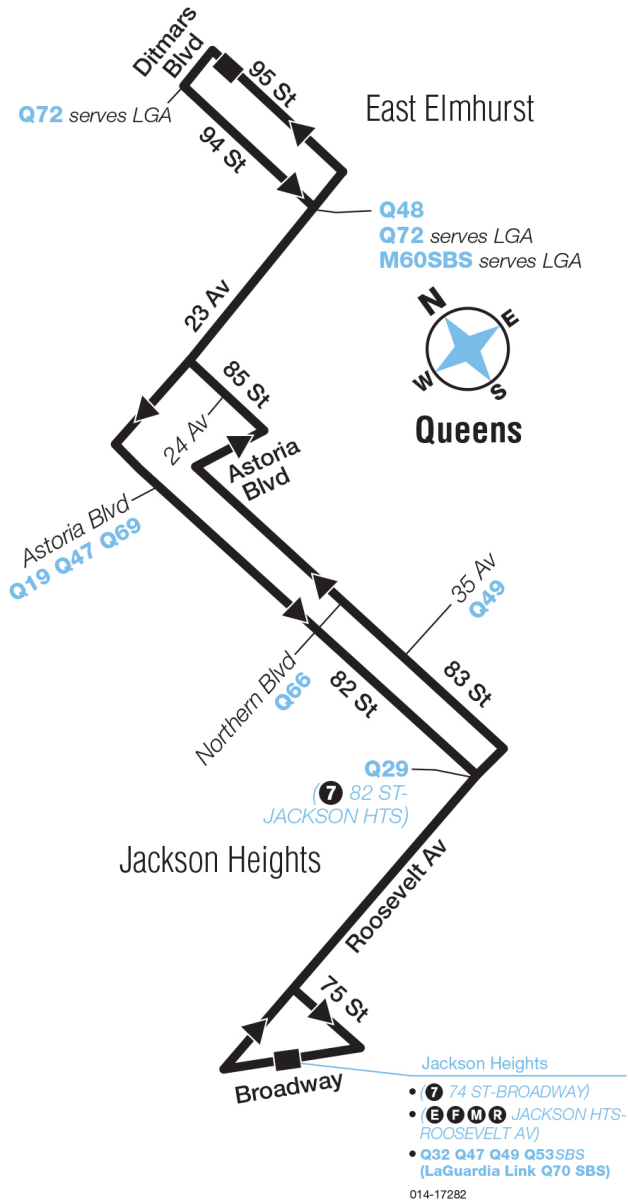 Ditmars
Blvd
95 St
East Elmhurst
Q72 serves LGA
94 St
Q48
Q72 serves LGA
M60SBS serves LGA
23 Av
N
E
W
S
Queens
85 St
24 Av
Astoria
Blvd
Astoria Blvd
Q19 Q47 Q69
35 Av
Q49
Northern Blvd
Q66
82 St
83 St
Q29
(7 82 ST-
JACKSON HTS)
Jackson Heights
Roosevelt Av
75 St
Broadway
Jackson Heights
• (7 74 ST-BROADWAY)
• (E F M R JACKSON HTS-
ROOSEVELT AV)
• Q32 Q47 Q49 Q53SBS
(LaGuardia Link Q70 SBS)
014-17282